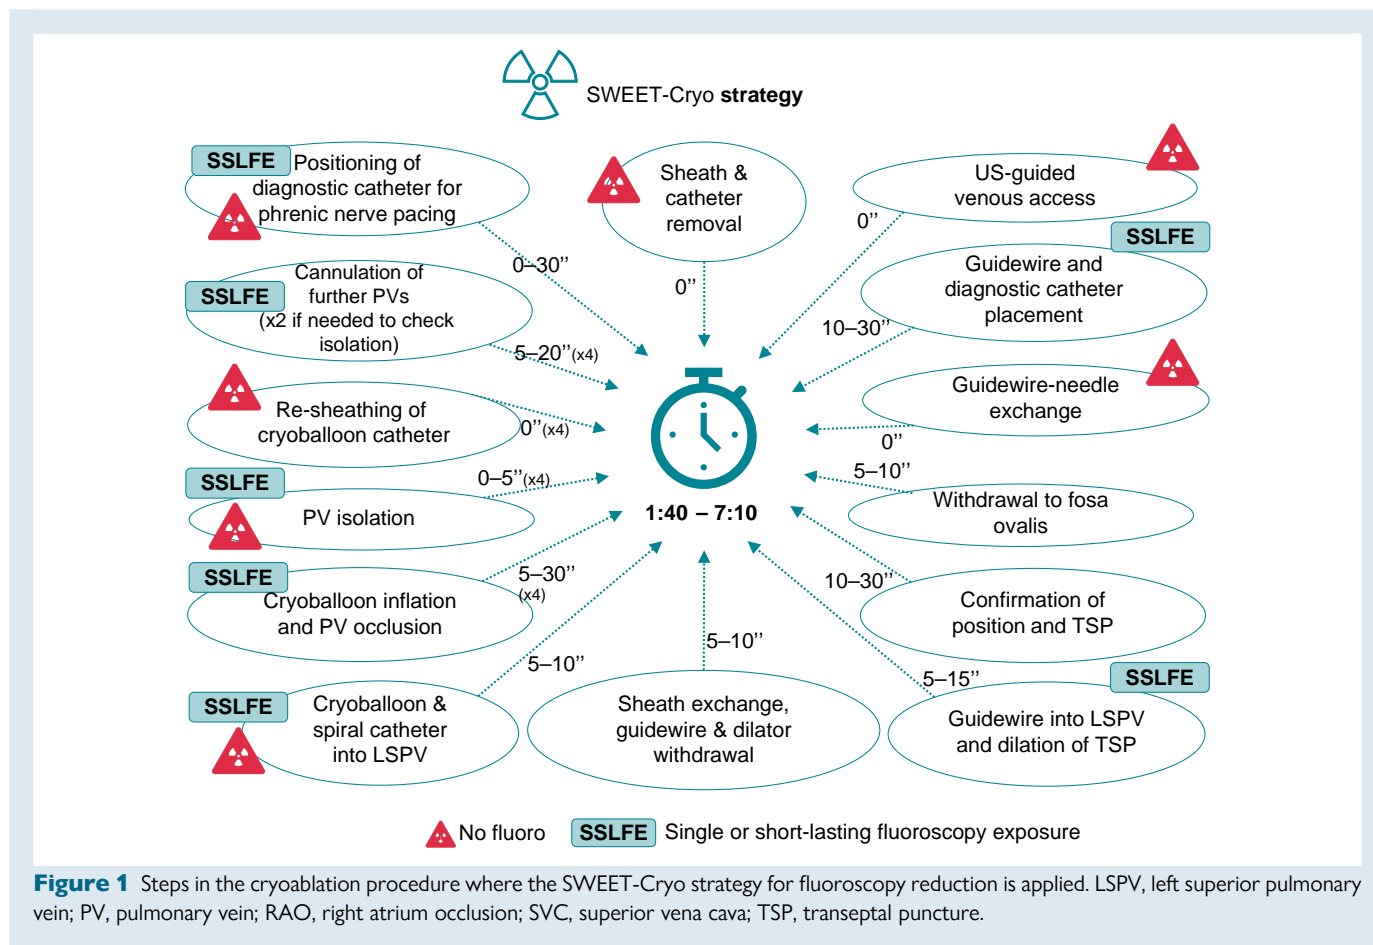 SWEET-Cryo strategy
SSLFE
Positioning of
diagnostic catheter for
phrenic nerve pacing
0–30’’
SSLFE
Cannulation of
further PVs
(x2 if needed to check
isolation)
5–20’’(x4)
Re-sheathing of
cryoballoon catheter
0’’(x4)
SSLFE
PV isolation
0–5’’(x4)
SSLFE
Cryoballoon inflation
and PV occlusion
5–30’’
(x4)
SSLFE
Cryoballoon &
spiral catheter
into LSPV
5–10’’
Sheath &
catheter
removal
0’’
1:40 – 7:10
5–10’’
Sheath exchange,
guidewire & dilator
withdrawal
US-guided
venous access
0’’
SSLFE
Guidewire and
diagnostic catheter
placement
10–30’’
Guidewire-needle
exchange
0’’
5–10’’
Withdrawal to fosa
ovalis
10–30’’
Confirmation of
position and TSP
5–15’’
SSLFE
Guidewire into LSPV
and dilation of TSP
No fluoro
SSLFE Single or short-lasting fluoroscopy exposure
Figure 1 Steps in the cryoablation procedure where the SWEET-Cryo strategy for fluoroscopy reduction is applied. LSPV, left superior pulmonary
vein; PV, pulmonary vein; RAO, right atrium occlusion; SVC, superior vena cava; TSP, transeptal puncture.